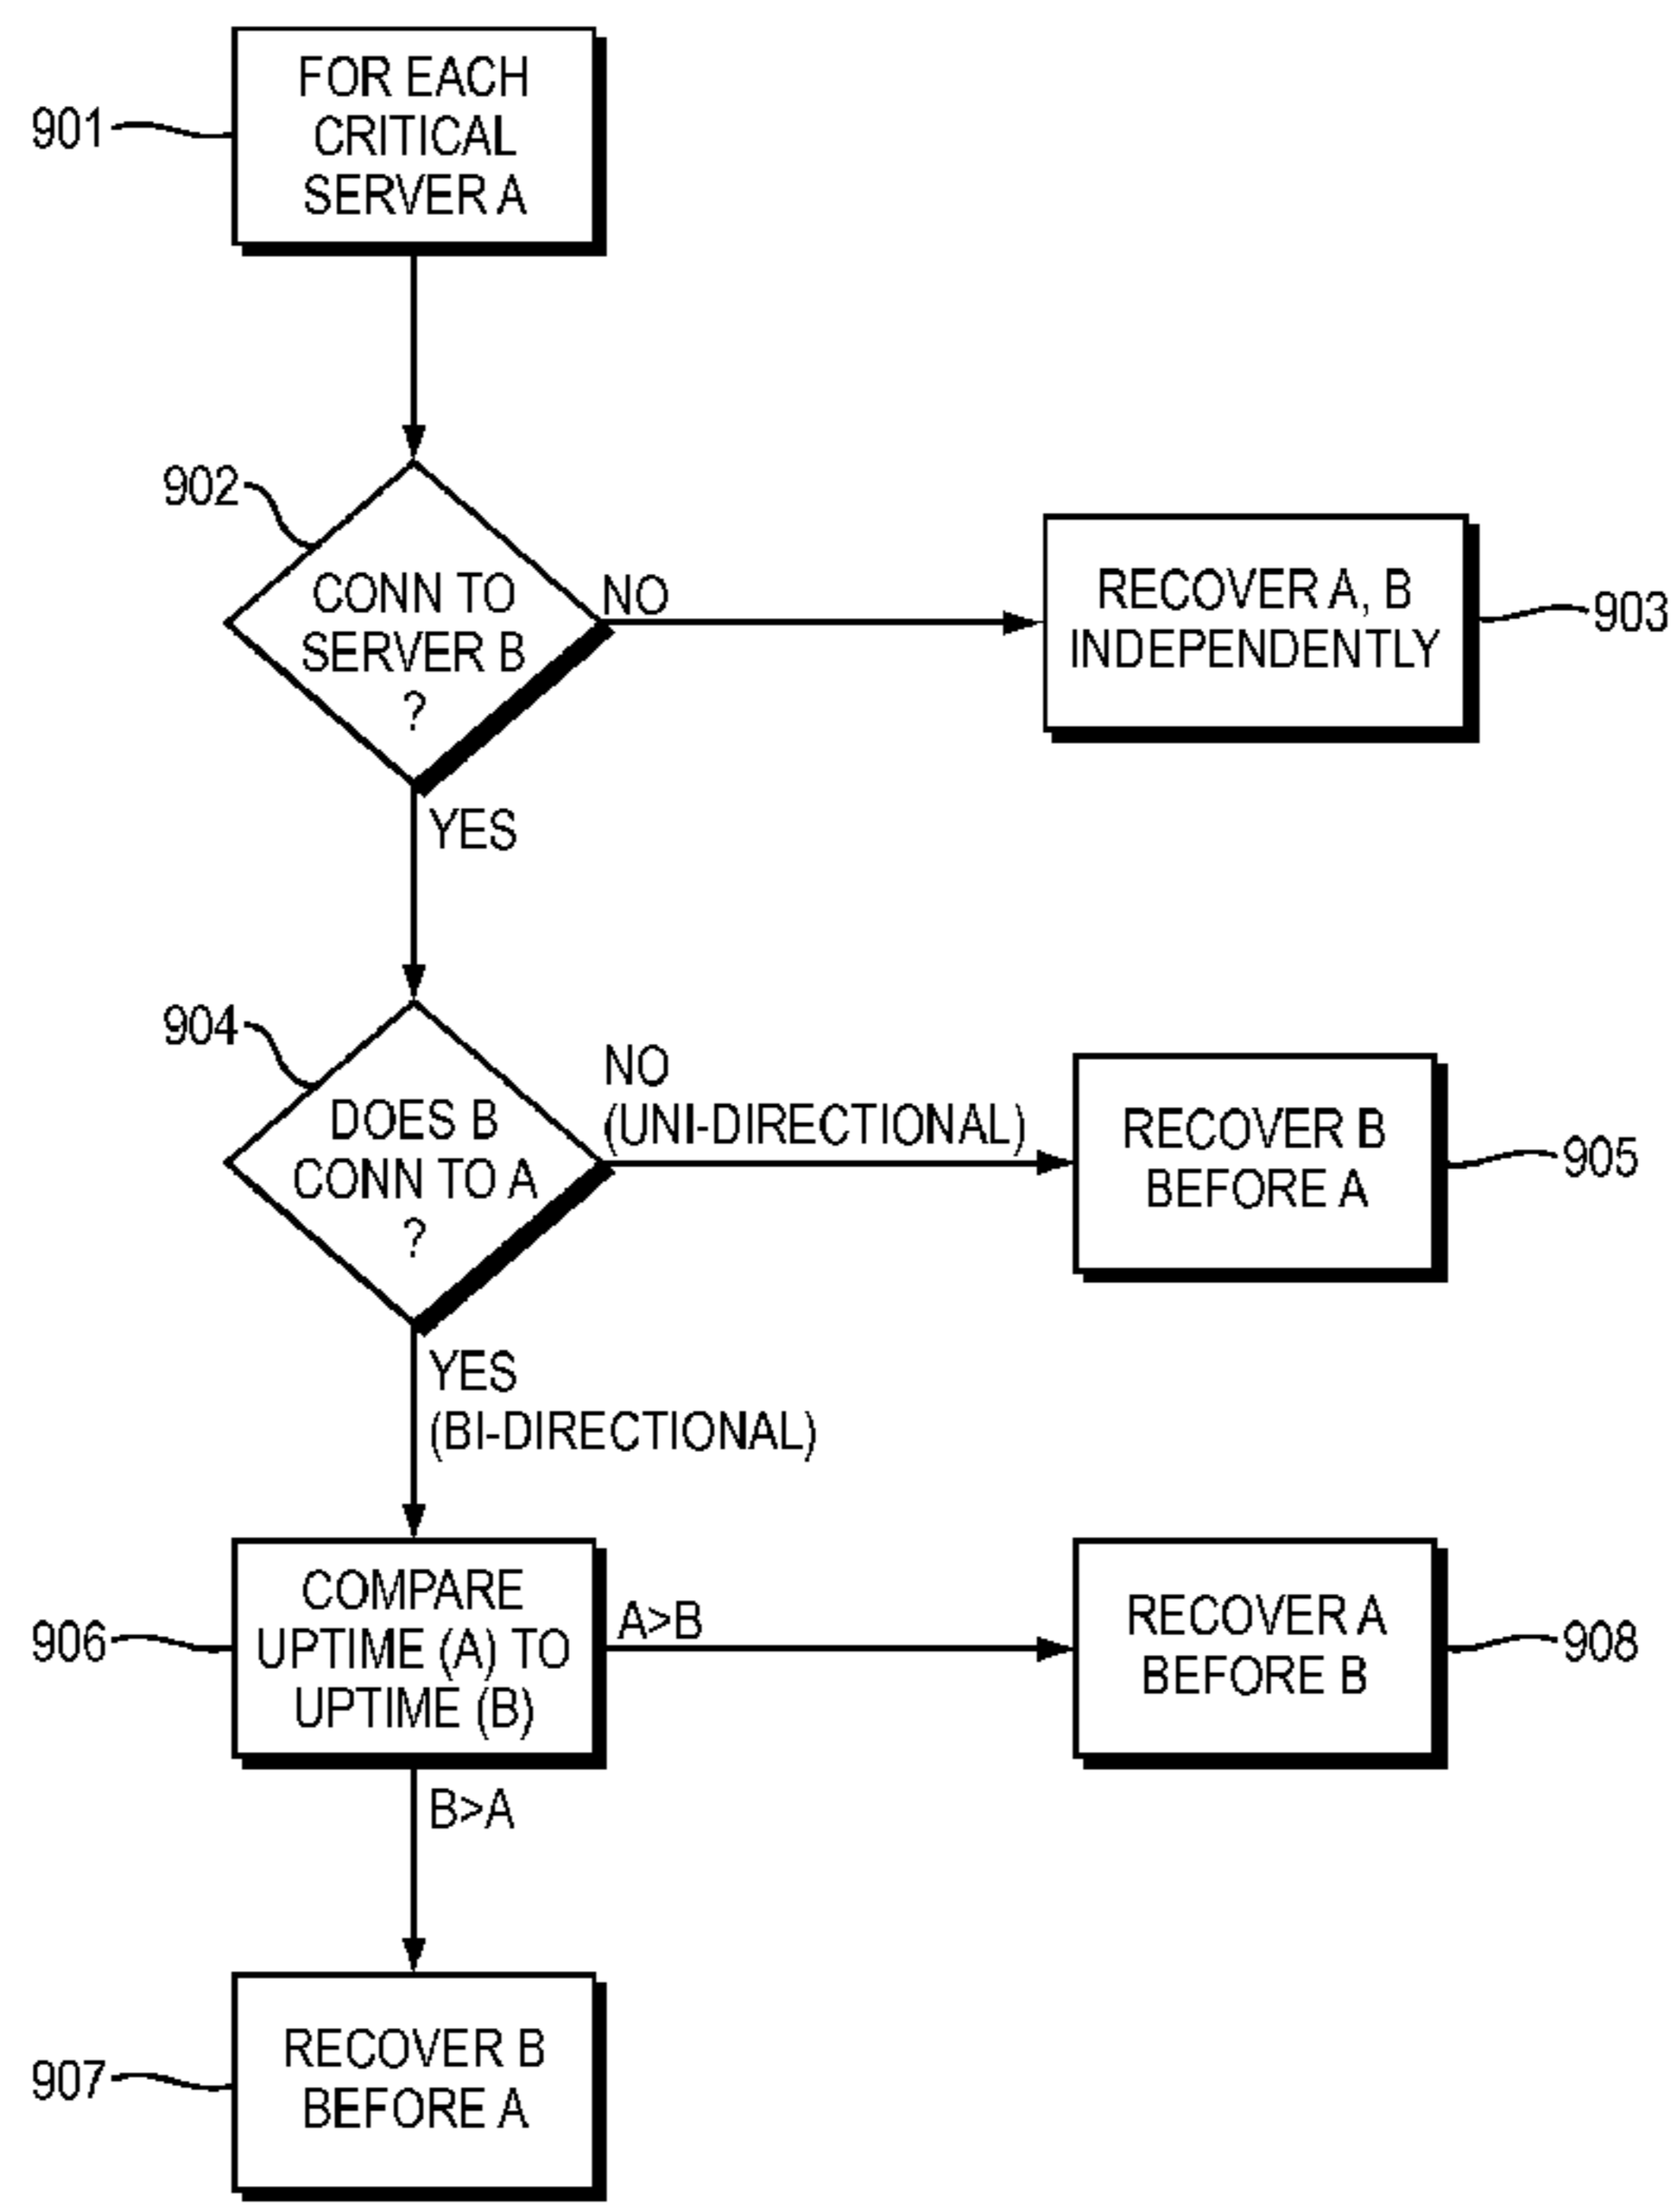 FOR EACH
CRITICAL
SERVER A
901
902
CONN TO
SERVER B
?
NO
RECOVER A, B
INDEPENDENTLY
903
YES
904
DOES B
CONN TO A
?
NO
(UNI-DIRECTIONAL)
RECOVER B
BEFORE A
905
YES
(BI-DIRECTIONAL)
906
COMPARE
UPTIME (A) TO
UPTIME (B)
A>B
RECOVER A
BEFORE B
908
B>A
907
RECOVER B
BEFORE A